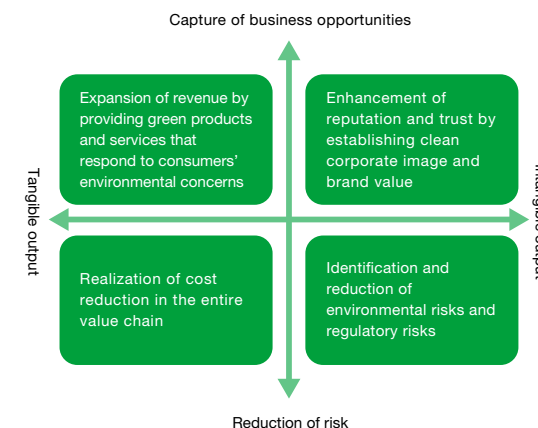 Capture of business opportunities
Expansion of revenue by
providing green products
and services that
respond to consumers'
environmental concerns
Enhancement of
reputation and trust by
establishing clean
corporate image and
brand value
Tangible output
Realization of cost
reduction in the entire
value chain
Identification and
reduction of
environmental risks and
regulatory risks
Reduction of risk